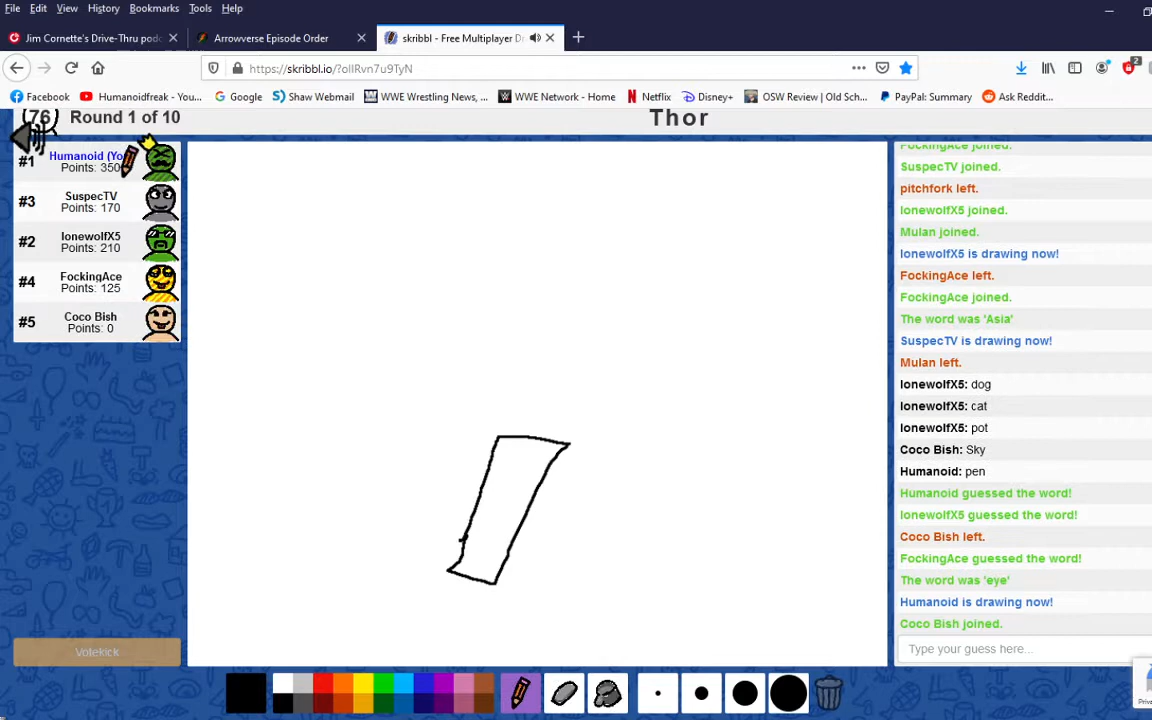 File Edit View History Bookmarks Tools Help
Jim Cornette's Drive-Thru podc Arrowverse Episode Order skribbl - Free Multiplayer Dr
https://skribbl.io/?olIRvn7u9TyN 2
Facebook Humanoidfreak - You... Google Shaw Webmail WWE Wrestling News, ... WWE Network - Home Netflix Disney+ OSW Review | Old Sch... PayPal: Summary Ask Reddit...
76 Round 1 of 10 Thor
#1 Humanoid (Yo
Points: 350
#3 SuspecTV
Points: 170
#2 lonewolfX5
Points: 210
#4 FockingAce
Points: 125
#5 Coco Bish
Points: 0
Votekick
FockingAce joined.
SuspecTV joined.
pitchfork left.
lonewolfX5 joined.
Mulan joined.
lonewolfX5 is drawing now!
FockingAce left.
FockingAce joined.
The word was 'Asia'
SuspecTV is drawing now!
Mulan left.
lonewolfX5: dog
lonewolfX5: cat
lonewolfX5: pot
Coco Bish: Sky
Humanoid: pen
Humanoid guessed the word!
lonewolfX5 guessed the word!
Coco Bish left.
FockingAce guessed the word!
The word was 'eye'
Humanoid is drawing now!
Coco Bish joined.
Type your guess here...